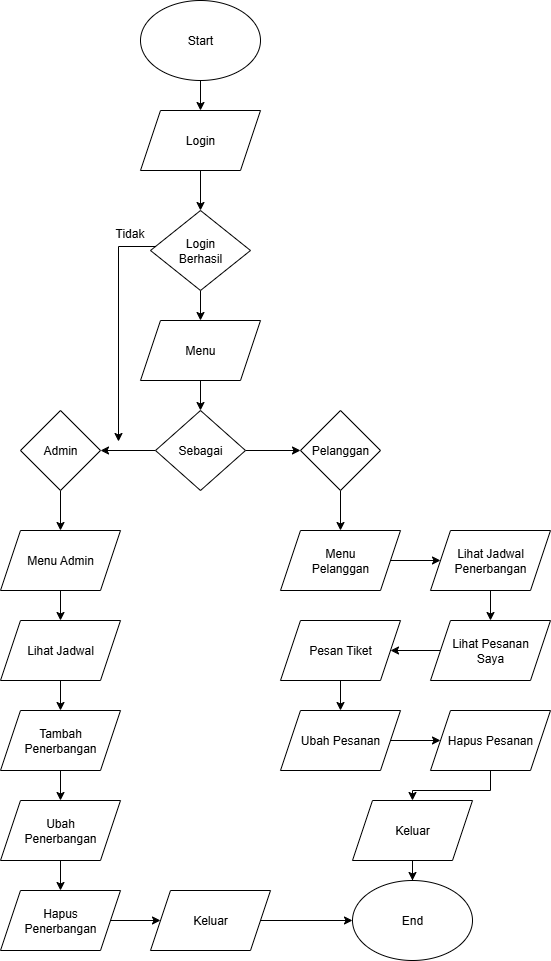 Start
Login
Tidak
Login
Berhasil
Menu
Admin
Sebagai
Pelanggan
Menu Admin
Menu
Pelanggan
Lihat Jadwal
Penerbangan
Lihat Jadwal
Pesan Tiket
Lihat Pesanan
Saya
Tambah
Penerbangan
Ubah Pesanan
Hapus Pesanan
Ubah
Penerbangan
Keluar
Hapus
Penerbangan
Keluar
End